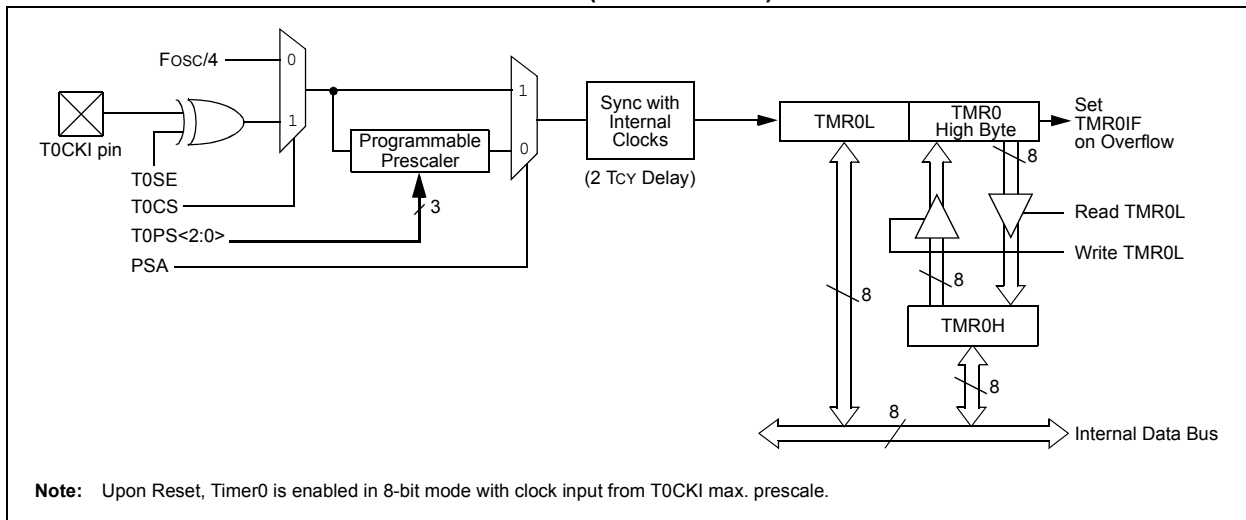 FOSC/4
0
1
T0CKI pin
T0SE
T0CS
T0PS<2:0>
PSA
Programmable
Prescaler
3
1
0
Sync with
Internal
Clocks
(2 TCY Delay)
TMR0L
TMR0
High Byte
Set
TMR0IF
on Overflow
8
Read TMR0L
Write TMR0L
8
8
TMR0H
8
8
Internal Data Bus
Note: Upon Reset, Timer0 is enabled in 8-bit mode with clock input from T0CKI max. prescale.